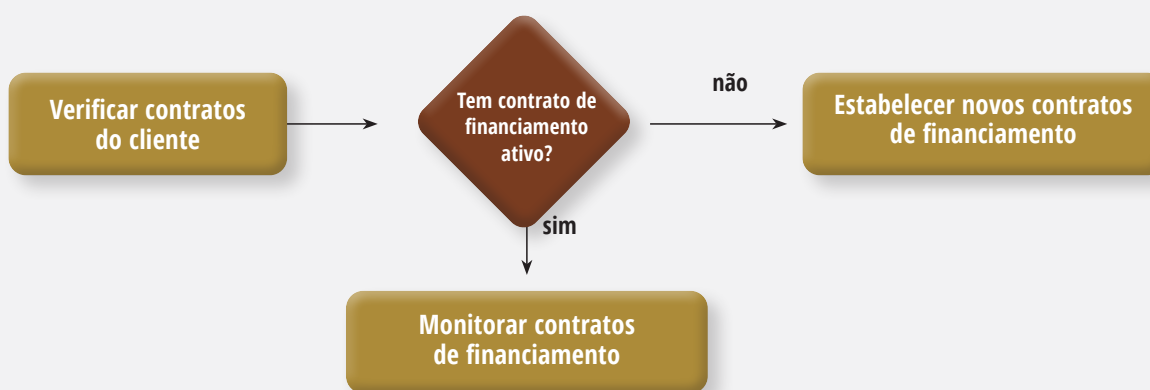 Verificar contratos
do cliente
Tem contrato de
financiamento
ativo?
não
Estabelecer novos contratos
de financiamento
sim
Monitorar contratos
de financiamento